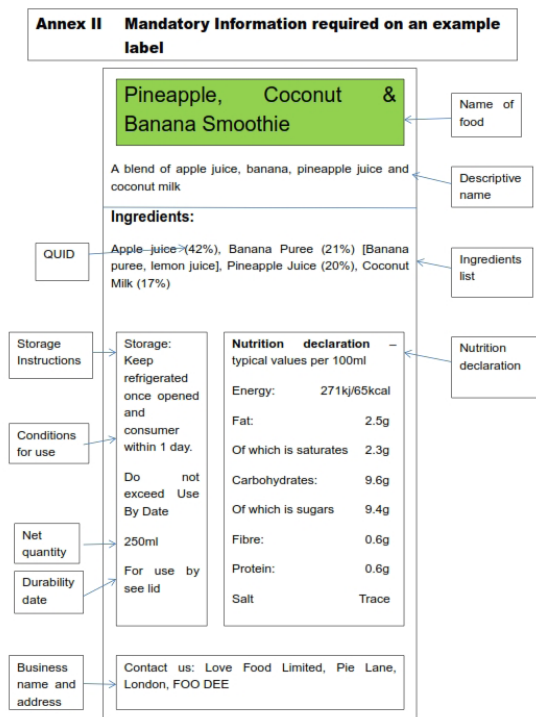 Annex II Mandatory Information required on an example
label
Pineapple, Coconut &
Banana Smoothie
Name of
food
A blend of apple juice, banana, pineapple juice and
coconut milk
Descriptive
name
Ingredients:
QUID
Apple juice (42%), Banana Puree (21%) [Banana
puree, lemon juice], Pineapple Juice (20%), Coconut
Milk (17%)
Ingredients
list
Storage
Instructions
Conditions
for use
Net
quantity
Durability
date
Storage:
Keep
refrigerated
once opened
and
consumer
within 1 day.
Do not
exceed Use
By Date
250ml
For use by
see lid
Nutrition declaration –
typical values per 100ml
Energy: 271kj/65kcal
Fat: 2.5g
Of which is saturates 2.3g
Carbohydrates: 9.6g
Of which is sugars 9.4g
Fibre: 0.6g
Protein: 0.6g
Salt Trace
Nutrition
declaration
Business
name and
address
Contact us: Love Food Limited, Pie Lane,
London, FOO DEE